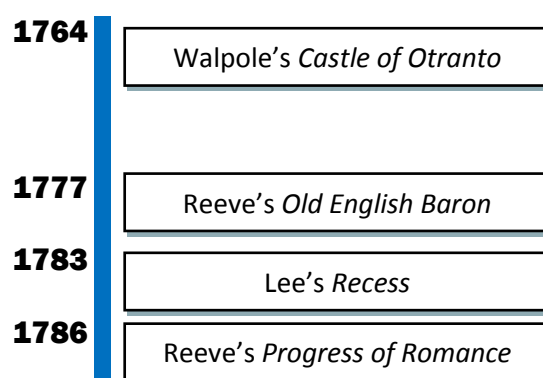 1764
Walpole's Castle of Otranto
1777
Reeve's Old English Baron
1783
Lee's Recess
1786
Reeve's Progress of Romance